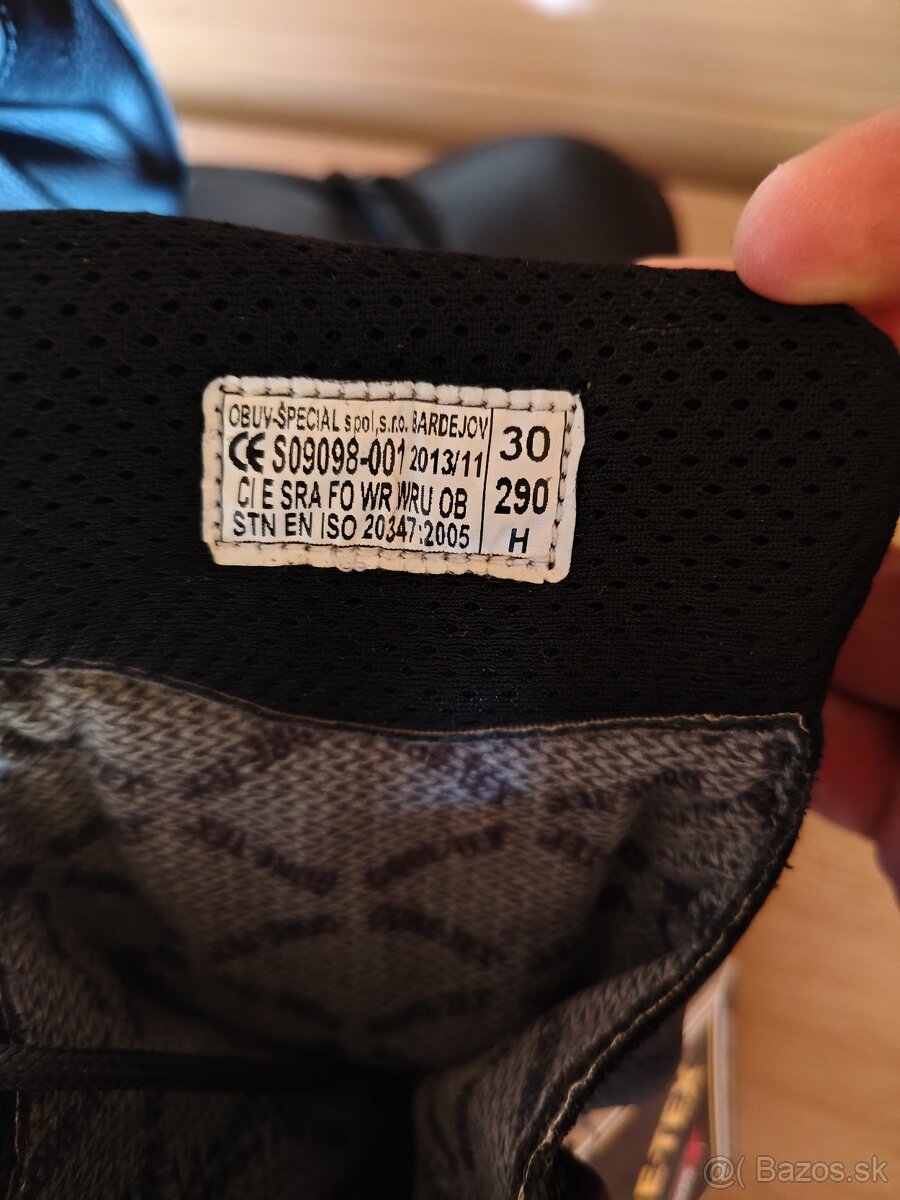 OBUV-ŠPECIAL spol,s.r.o. BARDEJOV
CE S09098-001 2013/11
CI E SRA FO WR WRU OB
STN EN ISO 20347:2005
30
290
H
@( Bazos.sk